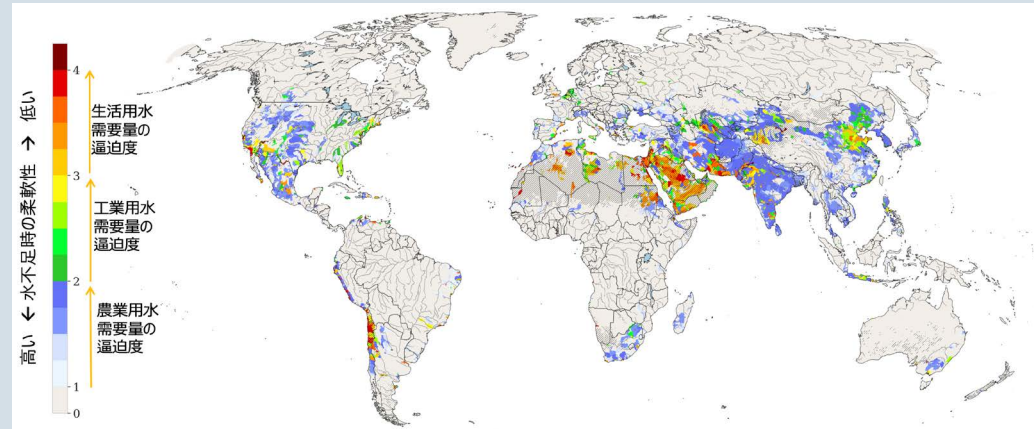 高い ← 水不足時の柔軟性 → 低い
4
生活用水
需要量の
逼迫度
3
工業用水
需要量の
逼迫度
2
農業用水
需要量の
逼迫度
1
0